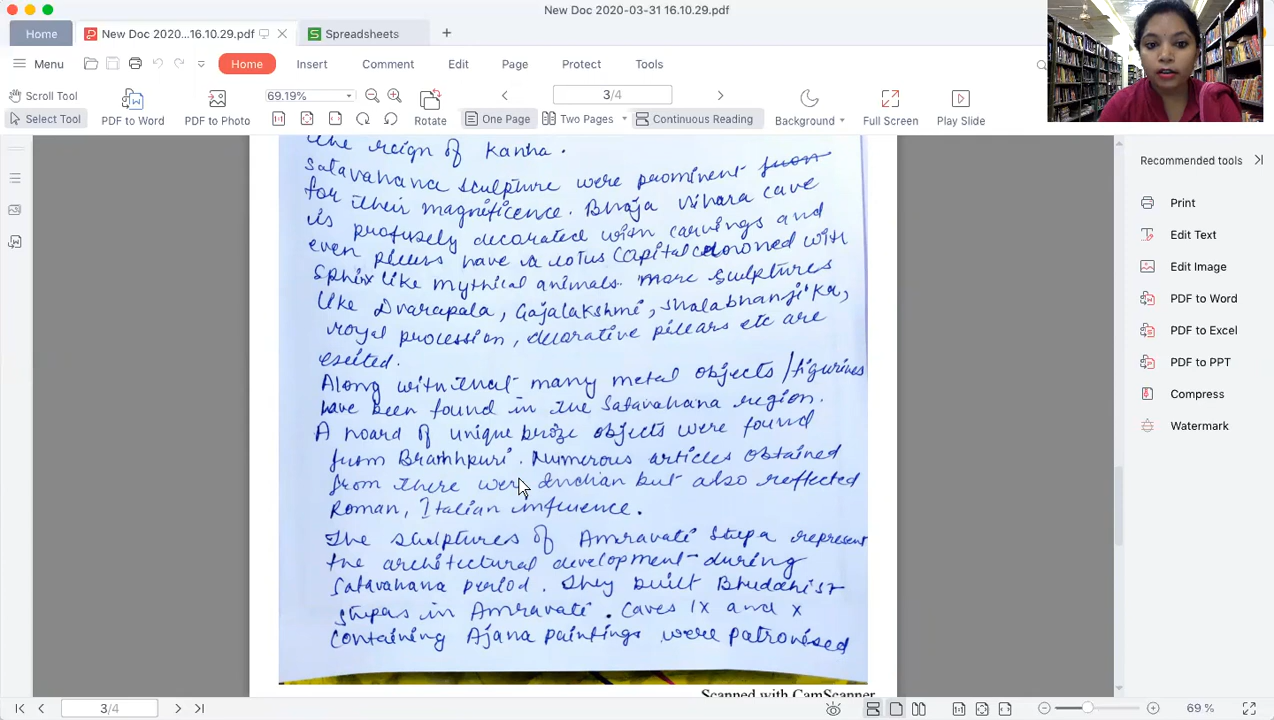 New Doc 2020-03-31 16.10.29.pdf
Home
New Doc 2020...16.10.29.pdf
Spreadsheets
Menu
Home
Insert
Comment
Edit
Page
Protect
Tools
Scroll Tool
Select Tool
PDF to Word
PDF to Photo
69.19%
Rotate
3/4
One Page
Two Pages
Continuous Reading
Background
Full Screen
Play Slide
Recommended tools
Print
Edit Text
Edit Image
PDF to Word
PDF to Excel
PDF to PPT
Compress
Watermark
the reign of Kanha.
Satavahana sculpture were prominent from
for their magnificence. Bhaja Vihara cave
is profusely decorated with carvings and
even pillers have a lotus capital crowned with
Sphix like mythical animals. More sculptures
like Dvarapala, Gajalakshmi, Shalabhanjika,
royal procession, decorative pillars etc are
exsited.
Along with that many metal objects/figurines
have been found in the Satavahana region.
A hoard of unique bronze objects were found
from Bramhpuri. Numerous articles obtained
from there were Indian but also reflected
Roman, Italian influence.
The sculptures of Amravati Stupa represent
the architectural development during
Satavahana period. They built Bhuddhist
stupas in Amravati. Caves IX and X
containing Ajana paintings were patronised
Scanned with CamScanner
3/4
69 %